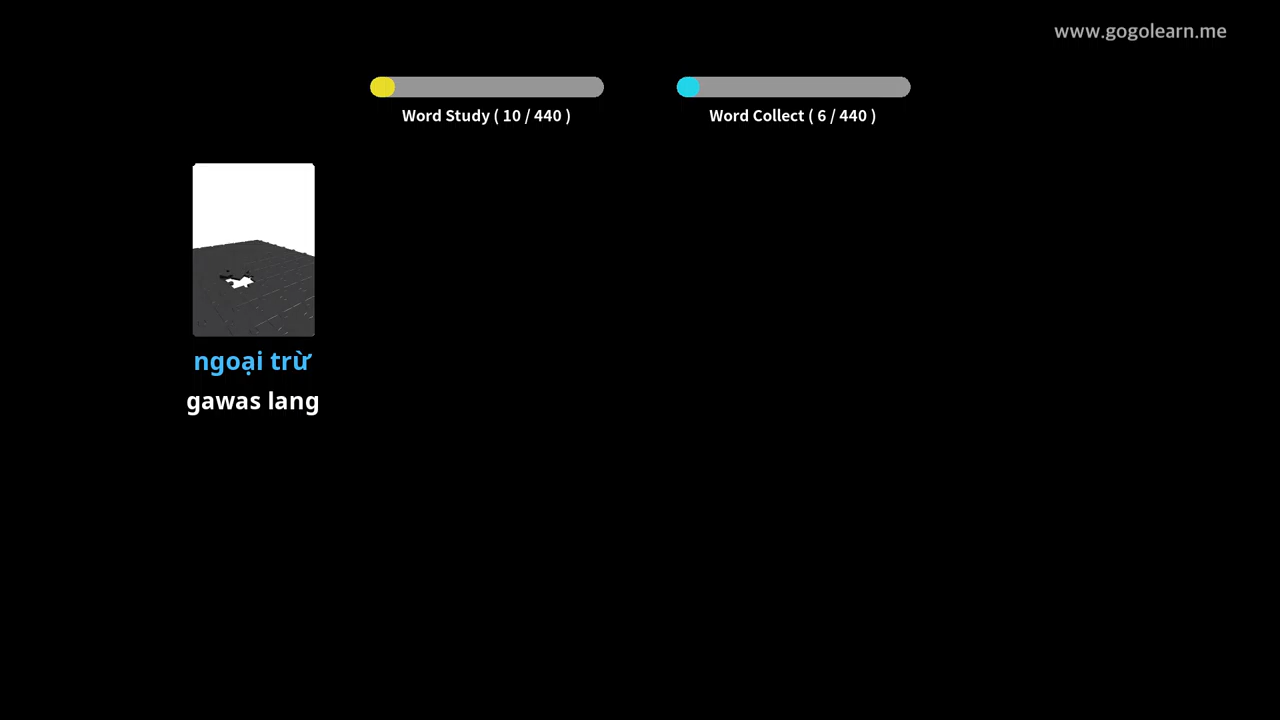 www.gogolearn.me
Word Study ( 10 / 440 )
Word Collect ( 6 / 440 )
ngoại trừ
gawas lang